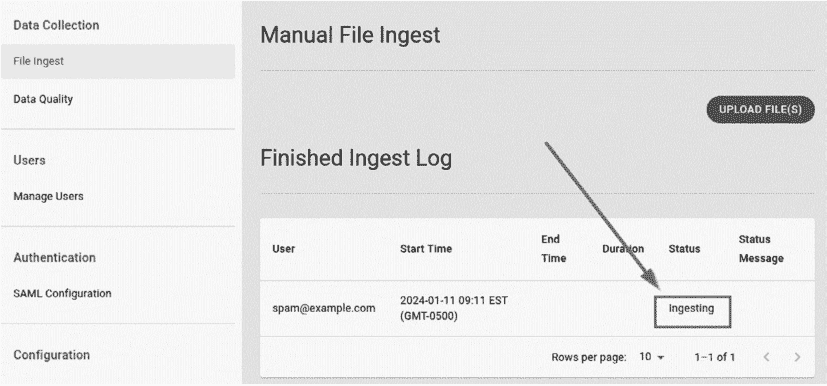 Data Collection
File Ingest
Data Quality
Users
Manage Users
Authentication
SAML Configuration
Configuration
Manual File Ingest
UPLOAD FILE(S)
Finished Ingest Log
User Start Time End Time Duration Status Status Message
spam@example.com 2024-01-11 09:11 EST (GMT-0500) Ingesting
Rows per page: 10 1–1 of 1